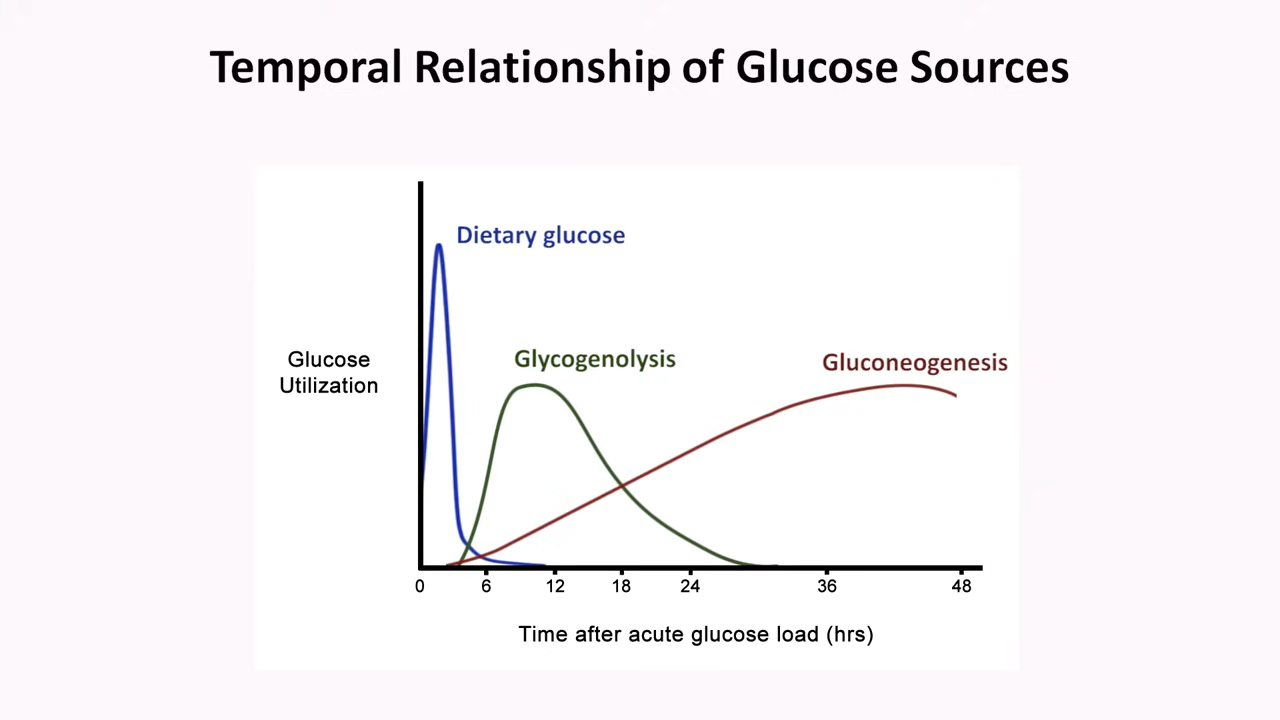 Temporal Relationship of Glucose Sources
Dietary glucose
Glucose
Utilization
Glycogenolysis
Gluconeogenesis
0 6 12 18 24 36 48
Time after acute glucose load (hrs)